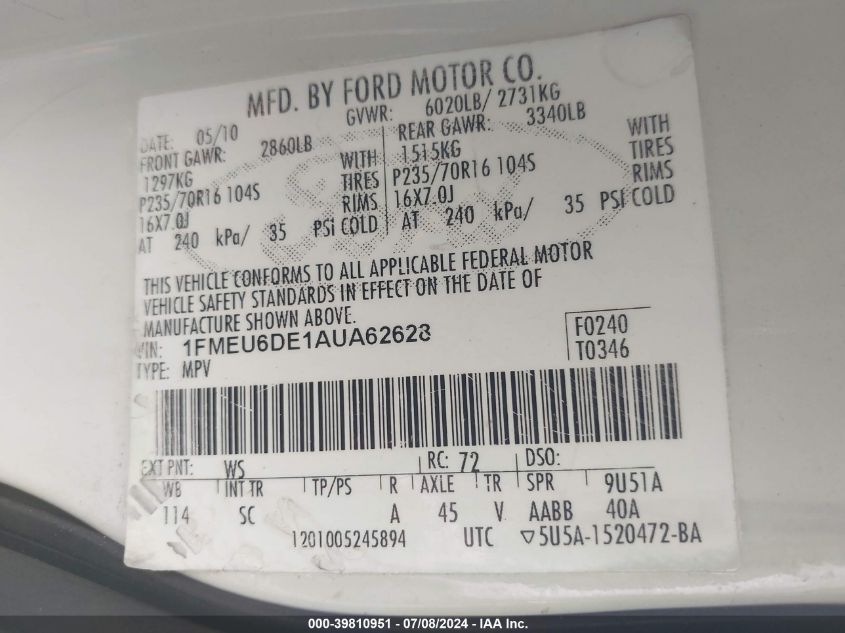 MFD. BY FORD MOTOR CO.
DATE: 05/10 GVWR: 6020LB/ 2731KG
FRONT GAWR: 2860LB REAR GAWR: 3340LB
1297KG WITH 1515KG WITH
P235/70R16 104S TIRES P235/70R16 104S TIRES
16X7.0J RIMS 16X7.0J RIMS
AT 240 kPa/ 35 PSI COLD AT 240 kPa/ 35 PSI COLD
THIS VEHICLE CONFORMS TO ALL APPLICABLE FEDERAL MOTOR
VEHICLE SAFETY STANDARDS IN EFFECT ON THE DATE OF
MANUFACTURE SHOWN ABOVE.
VIN: 1FMEU6DE1AUA62628 F0240
TYPE: MPV T0346
EXT PNT: WS RC: 72 DSO:
WB INT TR TP/PS R AXLE TR SPR 9U51A
114 SC A 45 V AABB 40A
1201005245894 UTC ▽5U5A-1520472-BA
000-39810951 / 07/08/2024 - IAA Inc.